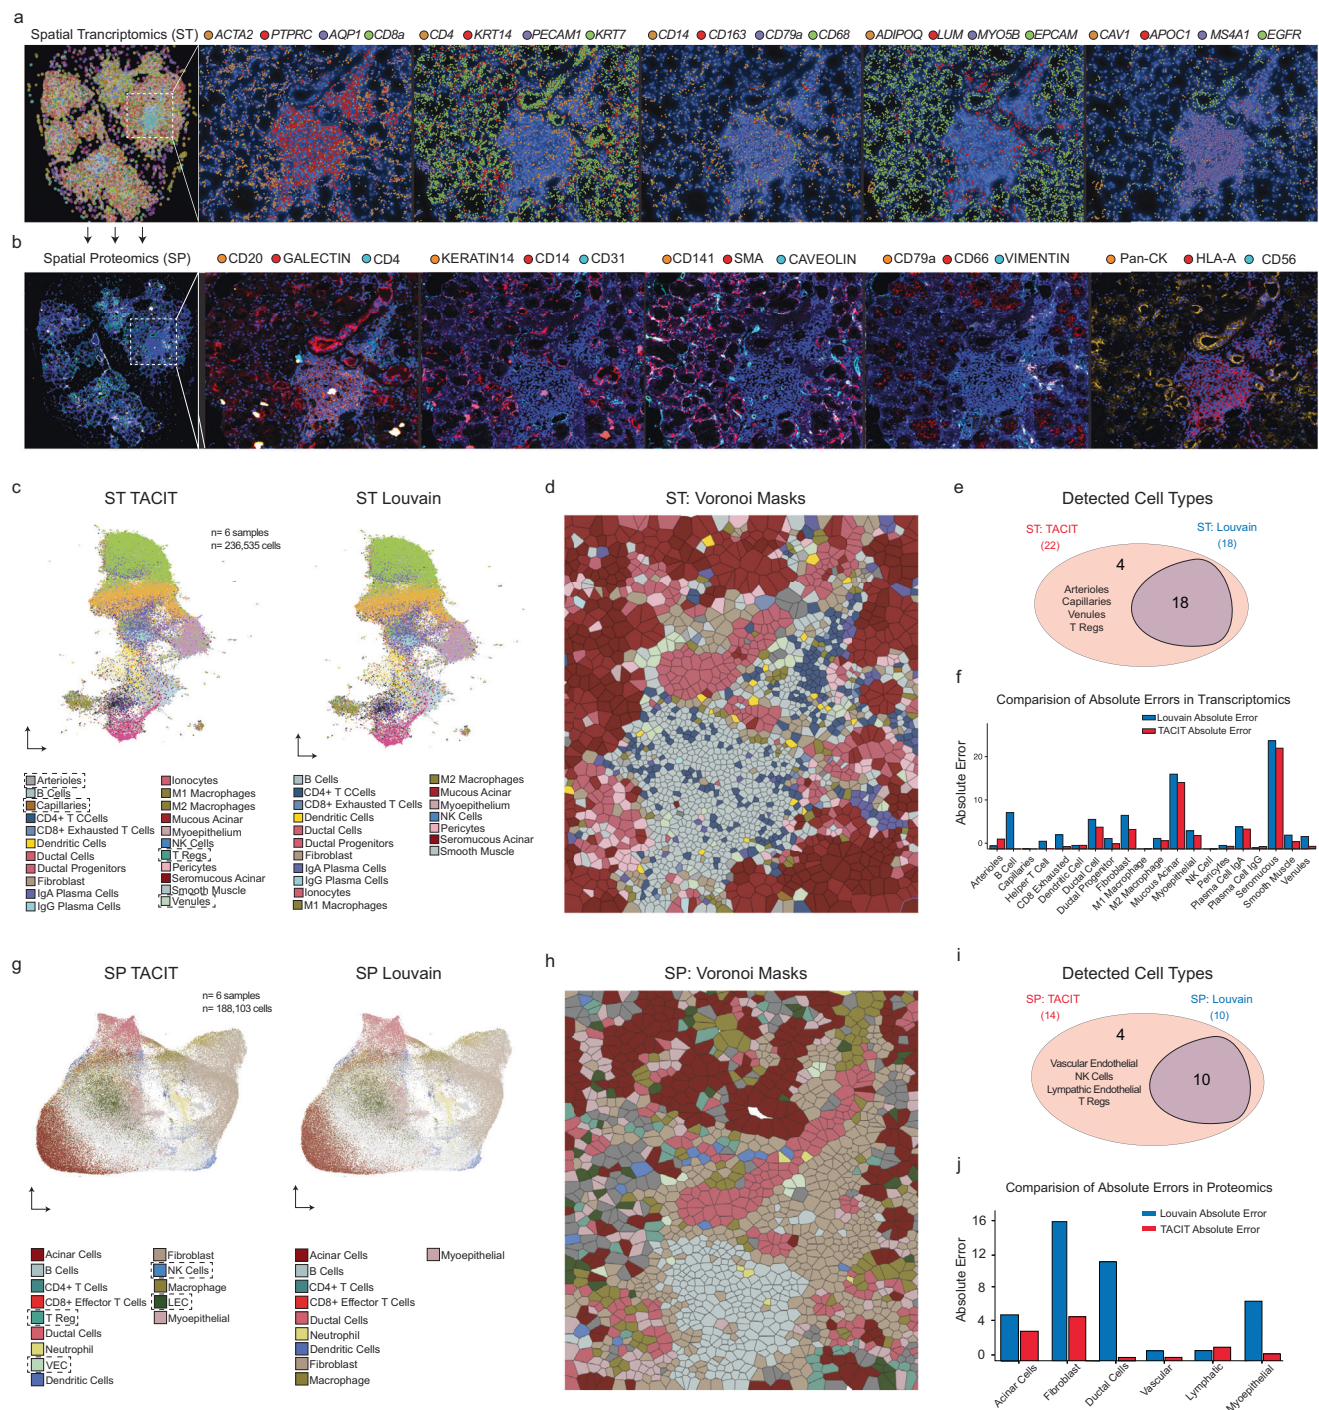 a
Spatial Trancriptomics (ST)
ACTA2 PTPRC AQP1 CD8a
CD4 KRT14 PECAM1 KRT7
CD14 CD163 CD79a CD68
ADIPOQ LUM MYO5B EPCAM
CAV1 APOC1 MS4A1 EGFR
b
Spatial Proteomics (SP)
CD20 GALECTIN CD4
KERATIN14 CD14 CD31
CD141 SMA CAVEOLIN
CD79a CD66 VIMENTIN
Pan-CK HLA-A CD56
c
ST TACIT
n= 6 samples
n= 236,535 cells
ST Louvain
Arterioles
B Cells
Capillaries
CD4+ T CCells
CD8+ Exhausted T Cells
Dendritic Cells
Ductal Cells
Ductal Progenitors
Fibroblast
IgA Plasma Cells
IgG Plasma Cells
Ionocytes
M1 Macrophages
M2 Macrophages
Mucous Acinar
Myoepithelium
NK Cells
T Regs
Pericytes
Seromucous Acinar
Smooth Muscle
Venules
B Cells
CD4+ T CCells
CD8+ Exhausted T Cells
Dendritic Cells
Ductal Cells
Ductal Progenitors
Fibroblast
IgA Plasma Cells
IgG Plasma Cells
Ionocytes
M1 Macrophages
M2 Macrophages
Mucous Acinar
Myoepithelium
NK Cells
Pericytes
Seromucous Acinar
Smooth Muscle
d
ST: Voronoi Masks
e
Detected Cell Types
ST: TACIT
(22)
ST: Louvain
(18)
4
Arterioles
Capillaries
Venules
T Regs
18
f
Comparision of Absolute Errors in Transcriptomics
Louvain Absolute Error
TACIT Absolute Error
Absolute Error
20
10
0
Arterioles
B Cell
Capillaries
Helper T Cell
CD8 Exhausted
Dendritic Cell
Ductal Cell
Ductal Progenitor
Fibroblast
M1 Macrophage
M2 Macrophage
Mucous Acinar
Myoepithelial
NK Cell
Pericytes
Plasma Cell IgA
Plasma Cell IgG
Seromucous
Smooth Muscle
Venules
g
SP TACIT
n= 6 samples
n= 188,103 cells
SP Louvain
Acinar Cells
B Cells
CD4+ T Cells
CD8+ Effector T Cells
T Reg
Ductal Cells
Neutrophil
VEC
Dendritic Cells
Fibroblast
NK Cells
Macrophage
LEC
Myoepithelial
Acinar Cells
B Cells
CD4+ T Cells
CD8+ Effector T Cells
Ductal Cells
Neutrophil
Dendritic Cells
Fibroblast
Macrophage
Myoepithelial
h
SP: Voronoi Masks
i
Detected Cell Types
SP: TACIT
(14)
SP: Louvain
(10)
4
Vascular Endothelial
NK Cells
Lympathic Endothelial
T Regs
10
j
Comparision of Absolute Errors in Proteomics
Louvain Absolute Error
TACIT Absolute Error
Absolute Error
16
12
8
4
0
Acinar Cells
Fibroblast
Ductal Cells
Vascular
Lymphatic
Myoepithelial